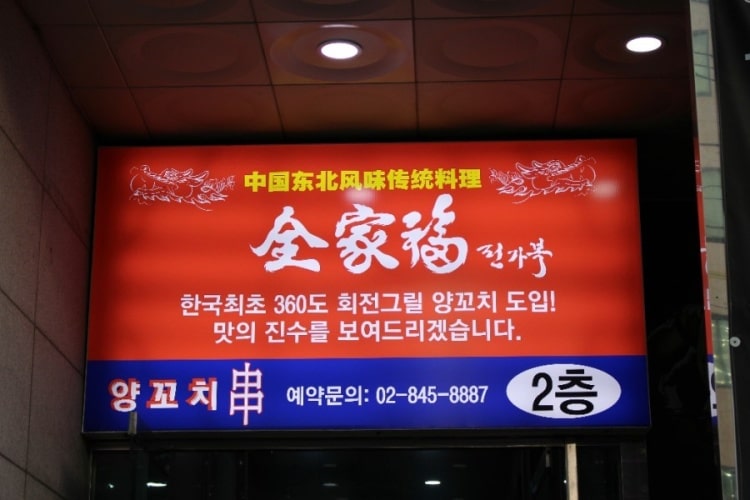 中国东北风味传统料理
全家福 전가복
한국최초 360도 회전그릴 양꼬치 도입!
맛의 진수를 보여드리겠습니다.
양꼬치 串 예약문의: 02-845-8887 2층